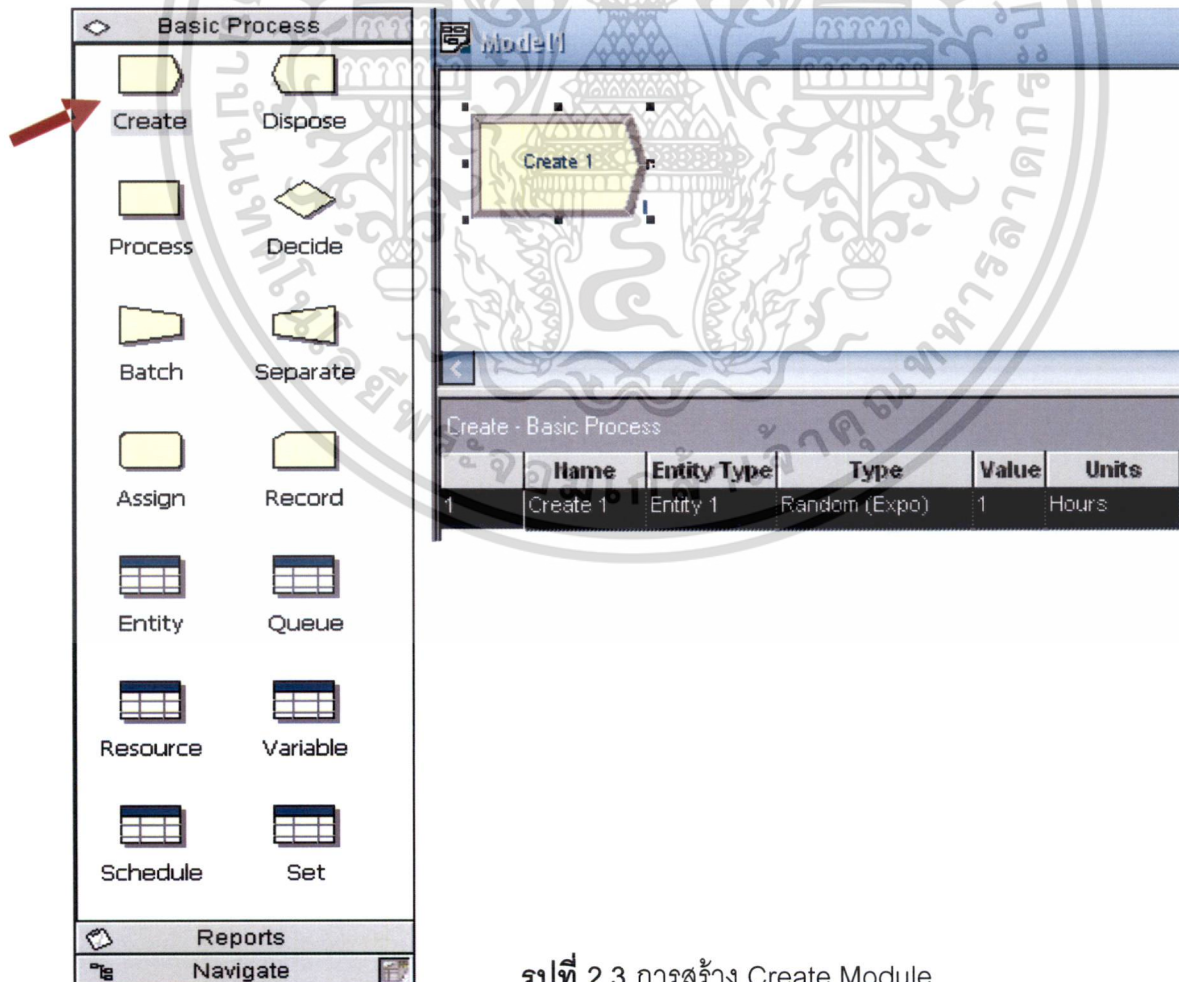 Basic Process
Create
Dispose
Process
Decide
Batch
Separate
Assign
Record
Entity
Queue
Resource
Variable
Schedule
Set
Reports
Navigate
Model1
Create 1
Create - Basic Process
Name Entity Type Type Value Units
1 Create 1 Entity 1 Random (Expo) 1 Hours
รูปที่ 2.3 การสร้าง Create Module